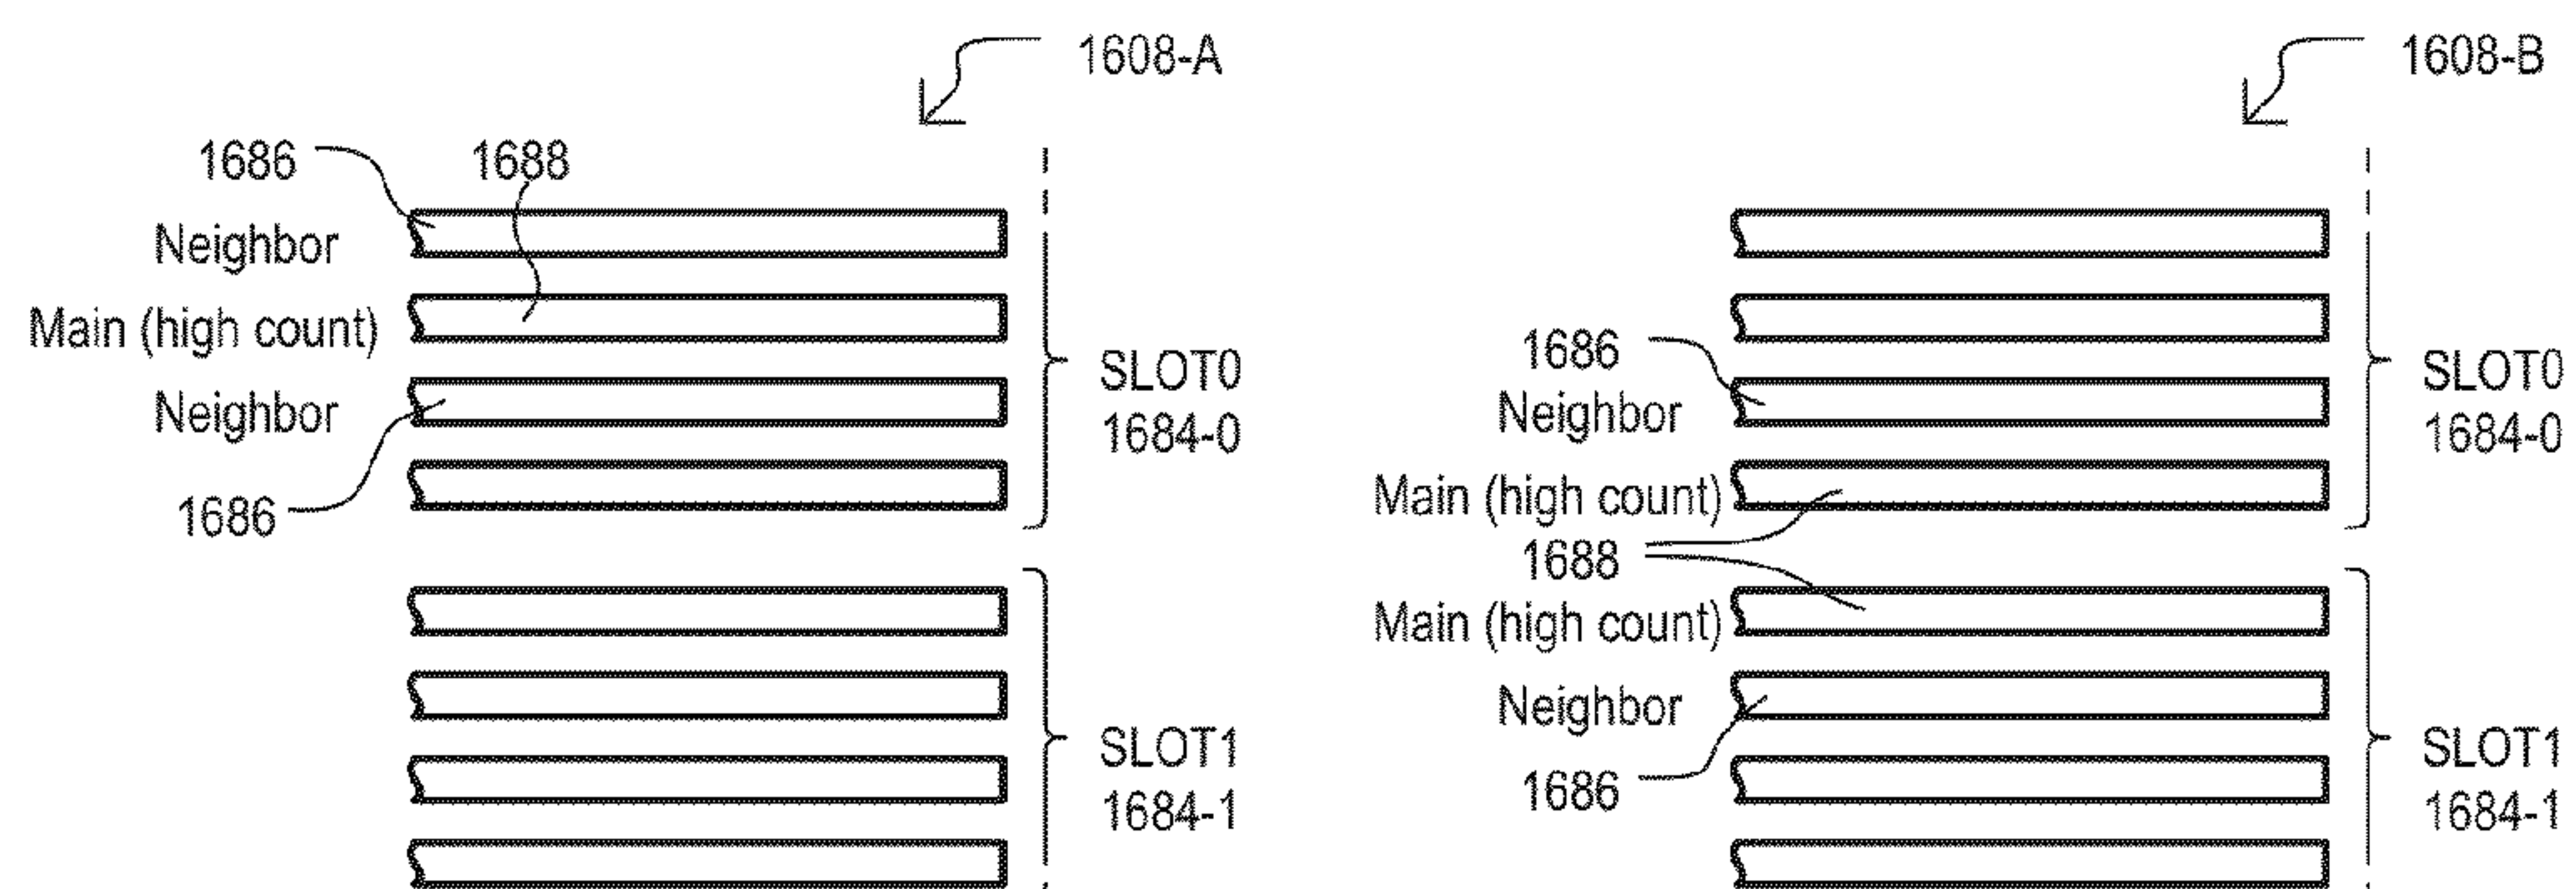 1608-A
1686
1688
Neighbor
Main (high count)
Neighbor
1686
SLOT0
1684-0
SLOT1
1684-1
1608-B
1686
Neighbor
Main (high count)
1688
Main (high count)
Neighbor
1686
SLOT0
1684-0
SLOT1
1684-1